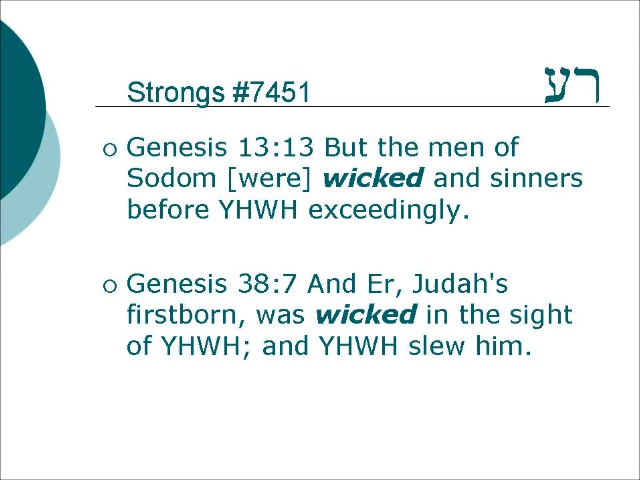 Strongs #7451 רע
Genesis 13:13 But the men of
Sodom [were] wicked and sinners
before YHWH exceedingly.
Genesis 38:7 And Er, Judah's
firstborn, was wicked in the sight
of YHWH; and YHWH slew him.